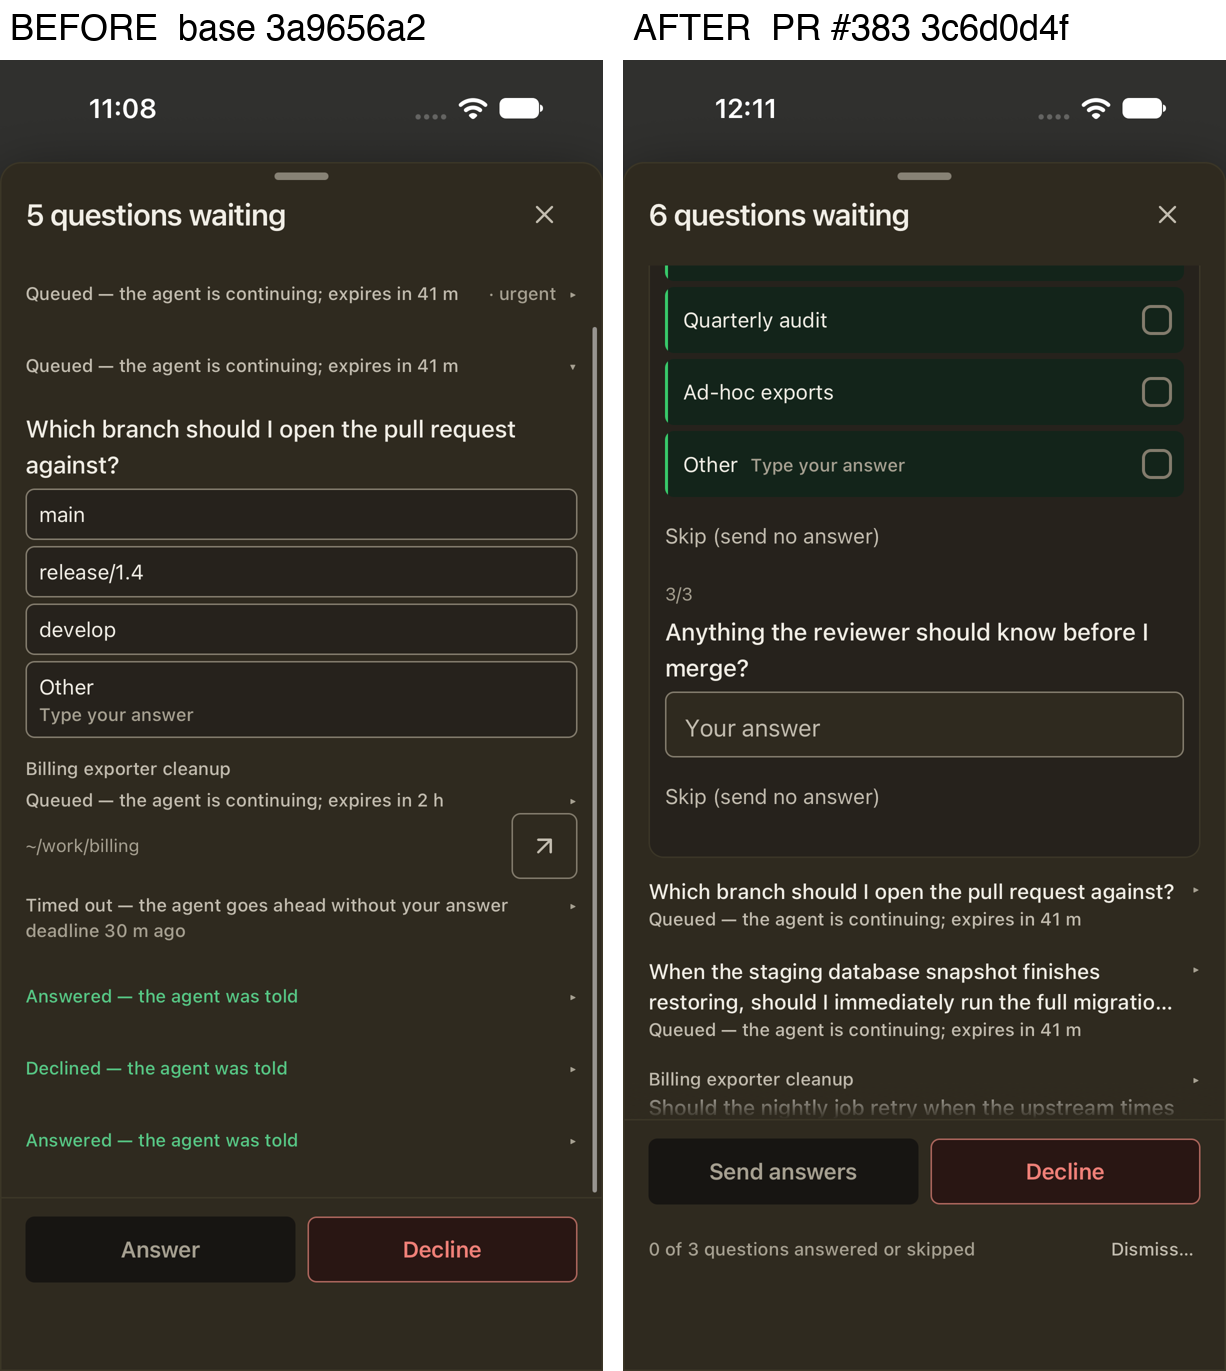 BEFORE base 3a9656a2
11:08
5 questions waiting
Queued — the agent is continuing; expires in 41 m · urgent
Queued — the agent is continuing; expires in 41 m
Which branch should I open the pull request
against?
main
release/1.4
develop
Other
Type your answer
Billing exporter cleanup
Queued — the agent is continuing; expires in 2 h
~/work/billing
Timed out — the agent goes ahead without your answer
deadline 30 m ago
Answered — the agent was told
Declined — the agent was told
Answered — the agent was told
Answer Decline
AFTER PR #383 3c6d0d4f
12:11
6 questions waiting
Quarterly audit
Ad-hoc exports
Other Type your answer
Skip (send no answer)
3/3
Anything the reviewer should know before I
merge?
Your answer
Skip (send no answer)
Which branch should I open the pull request against?
Queued — the agent is continuing; expires in 41 m
When the staging database snapshot finishes
restoring, should I immediately run the full migratio...
Queued — the agent is continuing; expires in 41 m
Billing exporter cleanup
Should the nightly job retry when the upstream times
Send answers Decline
0 of 3 questions answered or skipped Dismiss...